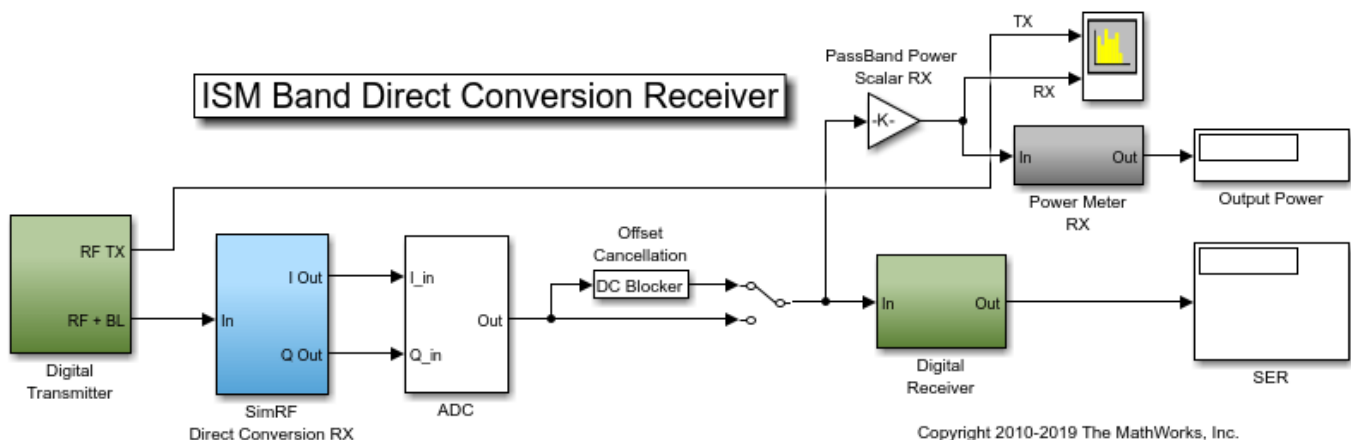 TX
PassBand Power
Scalar RX
RX
ISM Band Direct Conversion Receiver
-K-
In
Out
Power Meter
RX
Output Power
RF TX
RF + BL
Digital
Transmitter
In
I Out
Q Out
SimRF
Direct Conversion RX
I_in
Q_in
Out
ADC
Offset
Cancellation
DC Blocker
In
Out
Digital
Receiver
SER
Copyright 2010-2019 The MathWorks, Inc.